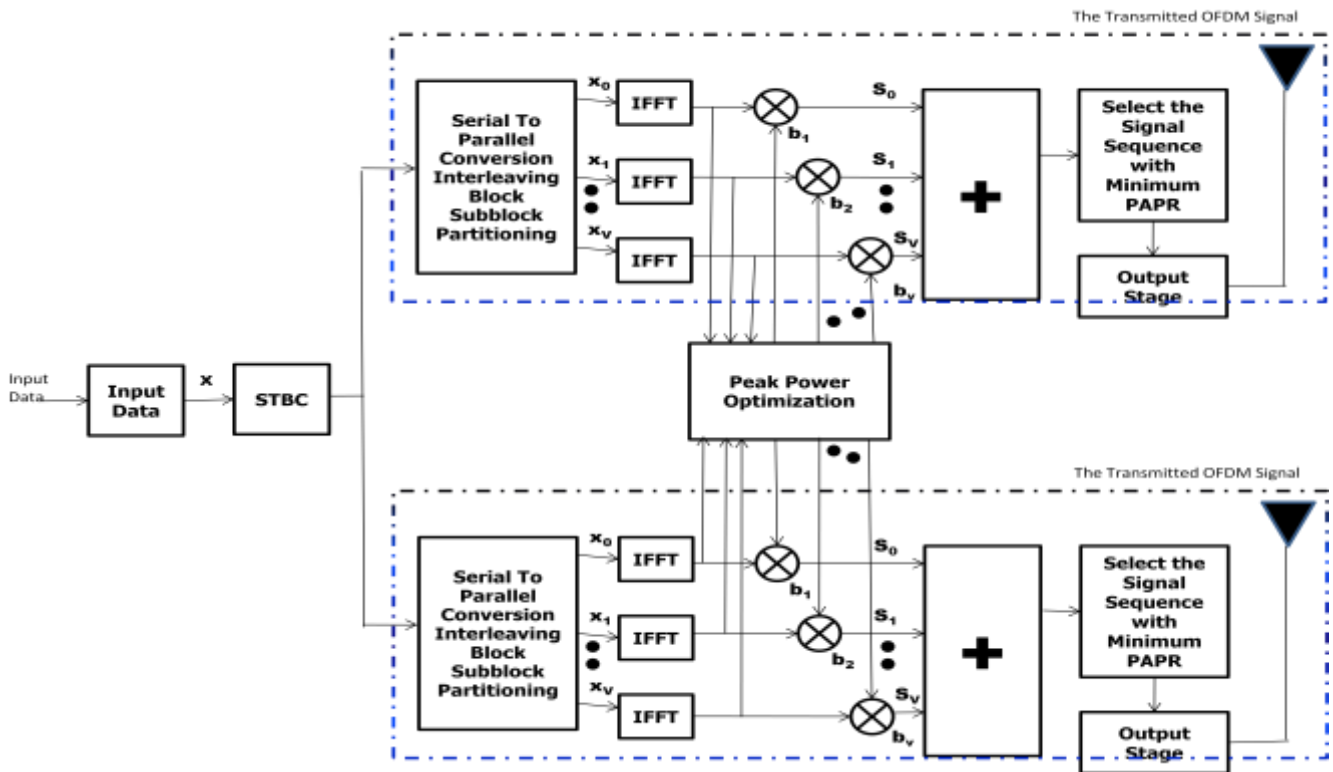 The Transmitted OFDM Signal
Serial To
Parallel
Conversion
Interleaving
Block
Subblock
Partitioning
x₀
IFFT
x₁
IFFT
xᵥ
IFFT
b₁
b₂
bᵥ
S₀
S₁
Sᵥ
Select the
Signal
Sequence
with
Minimum
PAPR
Output
Stage
Input
Data
Input
Data
x
STBC
Peak Power
Optimization
The Transmitted OFDM Signal
Serial To
Parallel
Conversion
Interleaving
Block
Subblock
Partitioning
x₀
IFFT
x₁
IFFT
xᵥ
IFFT
b₁
b₂
bᵥ
S₀
S₁
Sᵥ
Select the
Signal
Sequence
with
Minimum
PAPR
Output
Stage